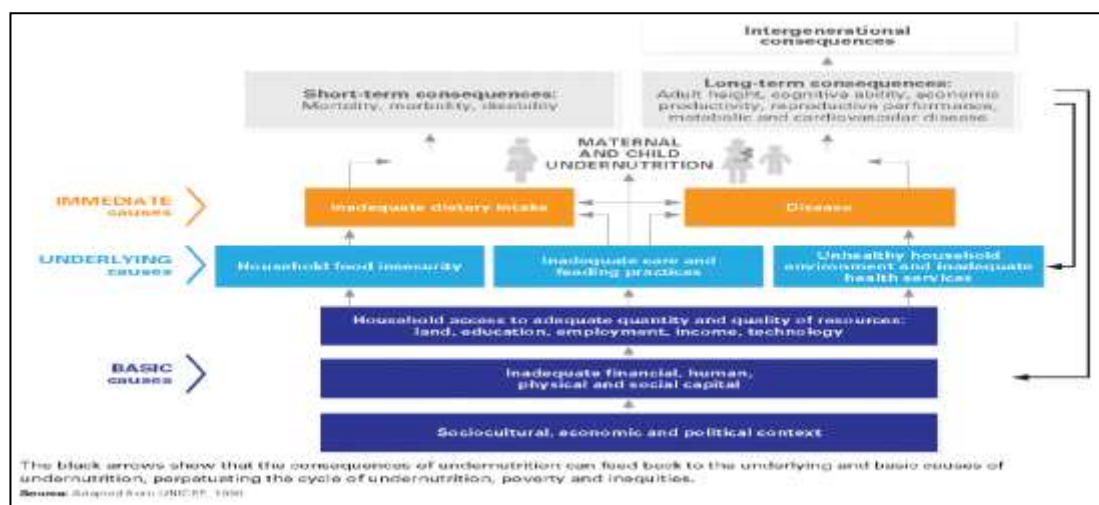 Intergenerational
consequences
Short-term consequences:
Mortality, morbidity, disability
Long-term consequences:
Adult height, cognitive ability, economic
productivity, reproductive performance,
metabolic and cardiovascular disease
MATERNAL
AND CHILD
UNDERNUTRITION
IMMEDIATE
causes
Inadequate dietary intake
Disease
UNDERLYING
causes
Household food insecurity
Inadequate care and
feeding practices
Unhealthy household
environment and inadequate
health services
Household access to adequate quantity and quality of resources:
land, education, employment, income, technology
BASIC
causes
Inadequate financial, human,
physical and social capital
Sociocultural, economic and political context
The black arrows show that the consequences of undernutrition can feed back to the underlying and basic causes of
undernutrition, perpetuating the cycle of undernutrition, poverty and inequities.
Source: Adapted from UNICEF, 1990